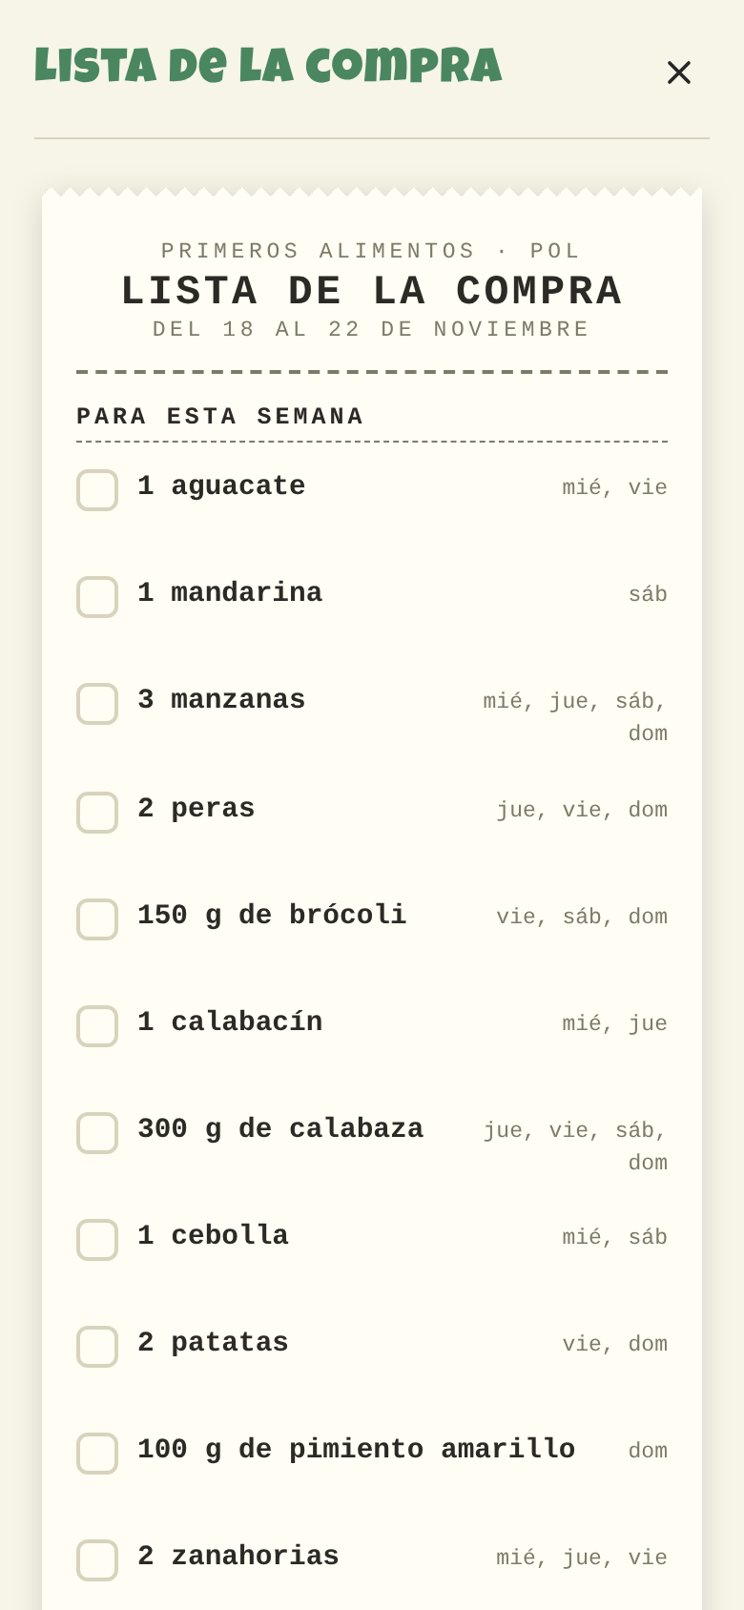 Lista de la compra
PRIMEROS ALIMENTOS · POL
LISTA DE LA COMPRA
DEL 18 AL 22 DE NOVIEMBRE
PARA ESTA SEMANA
1 aguacate mié, vie
1 mandarina sáb
3 manzanas mié, jue, sáb,
dom
2 peras jue, vie, dom
150 g de brócoli vie, sáb, dom
1 calabacín mié, jue
300 g de calabaza jue, vie, sáb,
dom
1 cebolla mié, sáb
2 patatas vie, dom
100 g de pimiento amarillo dom
2 zanahorias mié, jue, vie